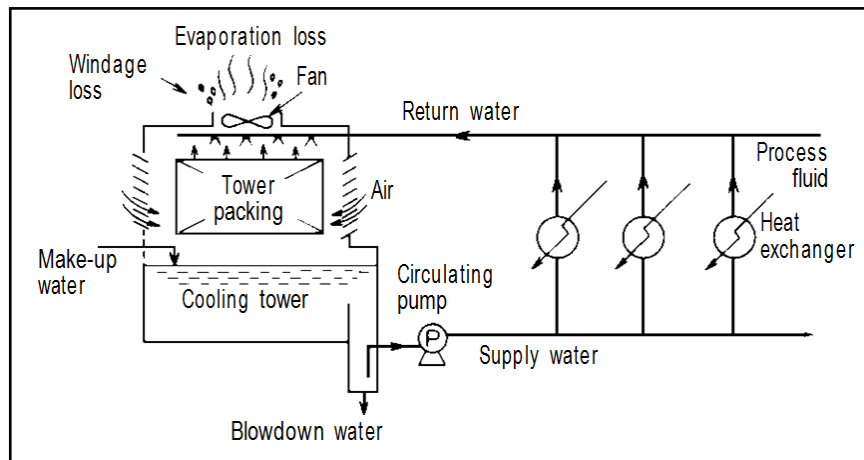 Evaporation loss
Windage
loss
Fan
Return water
Process
fluid
Tower
packing
Air
Heat
exchanger
Make-up
water
Cooling tower
Circulating
pump
P
Supply water
Blowdown water